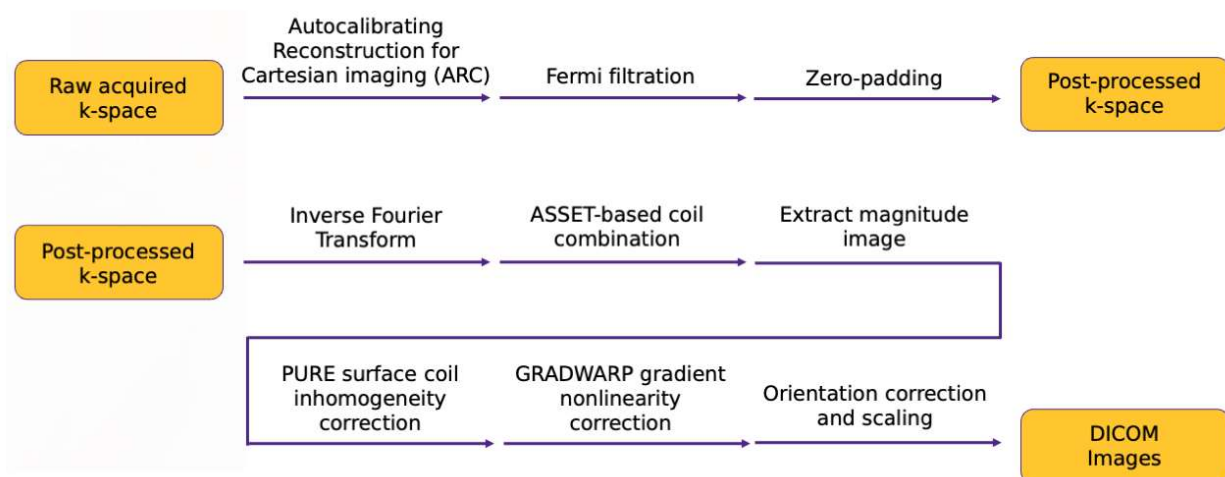 Raw acquired
k-space
Autocalibrating
Reconstruction for
Cartesian imaging (ARC)
Fermi filtration
Zero-padding
Post-processed
k-space
Post-processed
k-space
Inverse Fourier
Transform
ASSET-based coil
combination
Extract magnitude
image
PURE surface coil
inhomogeneity
correction
GRADWARP gradient
nonlinearity
correction
Orientation correction
and scaling
DICOM
Images